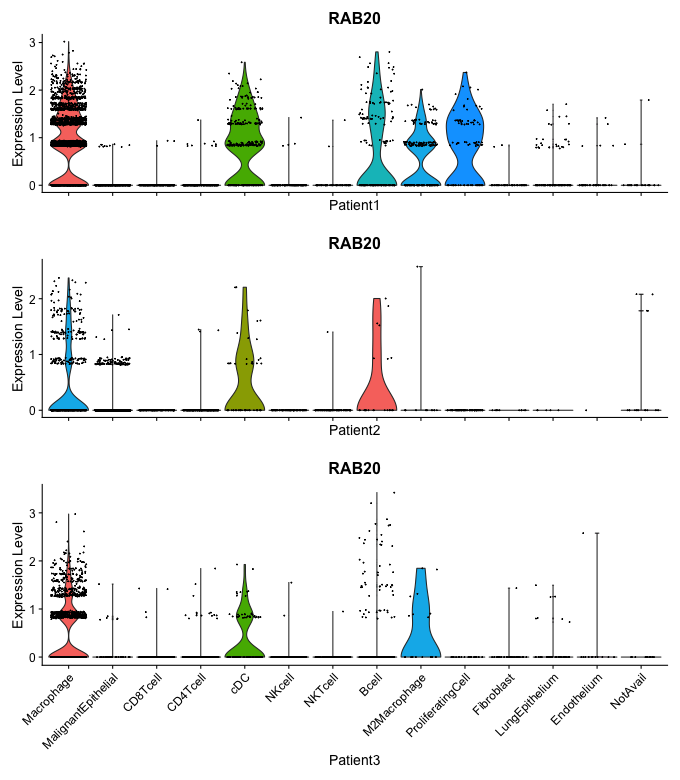 RAB20
Expression Level
3
2
1
0
Patient1
RAB20
Expression Level
2
1
0
Patient2
RAB20
Expression Level
3
2
1
0
Macrophage
MalignantEpithelial
CD8Tcell
CD4Tcell
cDC
NKcell
NKTcell
Bcell
M2Macrophage
ProliferatingCell
Fibroblast
LungEpithelium
Endothelium
NotAvail
Patient3